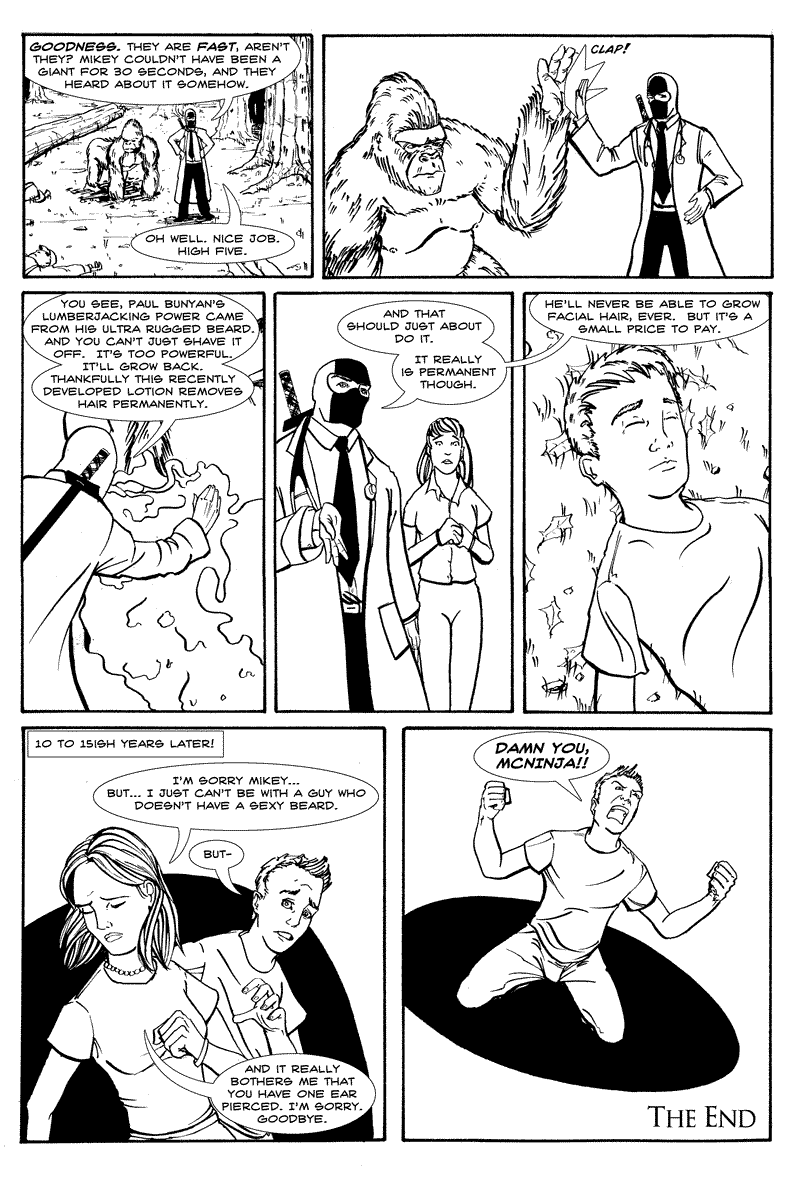 GOODNESS. THEY ARE FAST, AREN'T
THEY? MIKEY COULDN'T HAVE BEEN A
GIANT FOR 30 SECONDS, AND THEY
HEARD ABOUT IT SOMEHOW.
OH WELL. NICE JOB.
HIGH FIVE.
CLAP!
YOU SEE, PAUL BUNYAN'S
LUMBERJACKING POWER CAME
FROM HIS ULTRA RUGGED BEARD.
AND YOU CAN'T JUST SHAVE IT
OFF. IT'S TOO POWERFUL.
IT'LL GROW BACK.
THANKFULLY THIS RECENTLY
DEVELOPED LOTION REMOVES
HAIR PERMANENTLY.
AND THAT
SHOULD JUST ABOUT
DO IT.
IT REALLY
IS PERMANENT
THOUGH.
HE'LL NEVER BE ABLE TO GROW
FACIAL HAIR, EVER. BUT IT'S A
SMALL PRICE TO PAY.
10 TO 15ISH YEARS LATER!
I'M SORRY MIKEY...
BUT... I JUST CAN'T BE WITH A GUY WHO
DOESN'T HAVE A SEXY BEARD.
BUT-
AND IT REALLY
BOTHERS ME THAT
YOU HAVE ONE EAR
PIERCED. I'M SORRY.
GOODBYE.
DAMN YOU,
MCNINJA!!
THE END